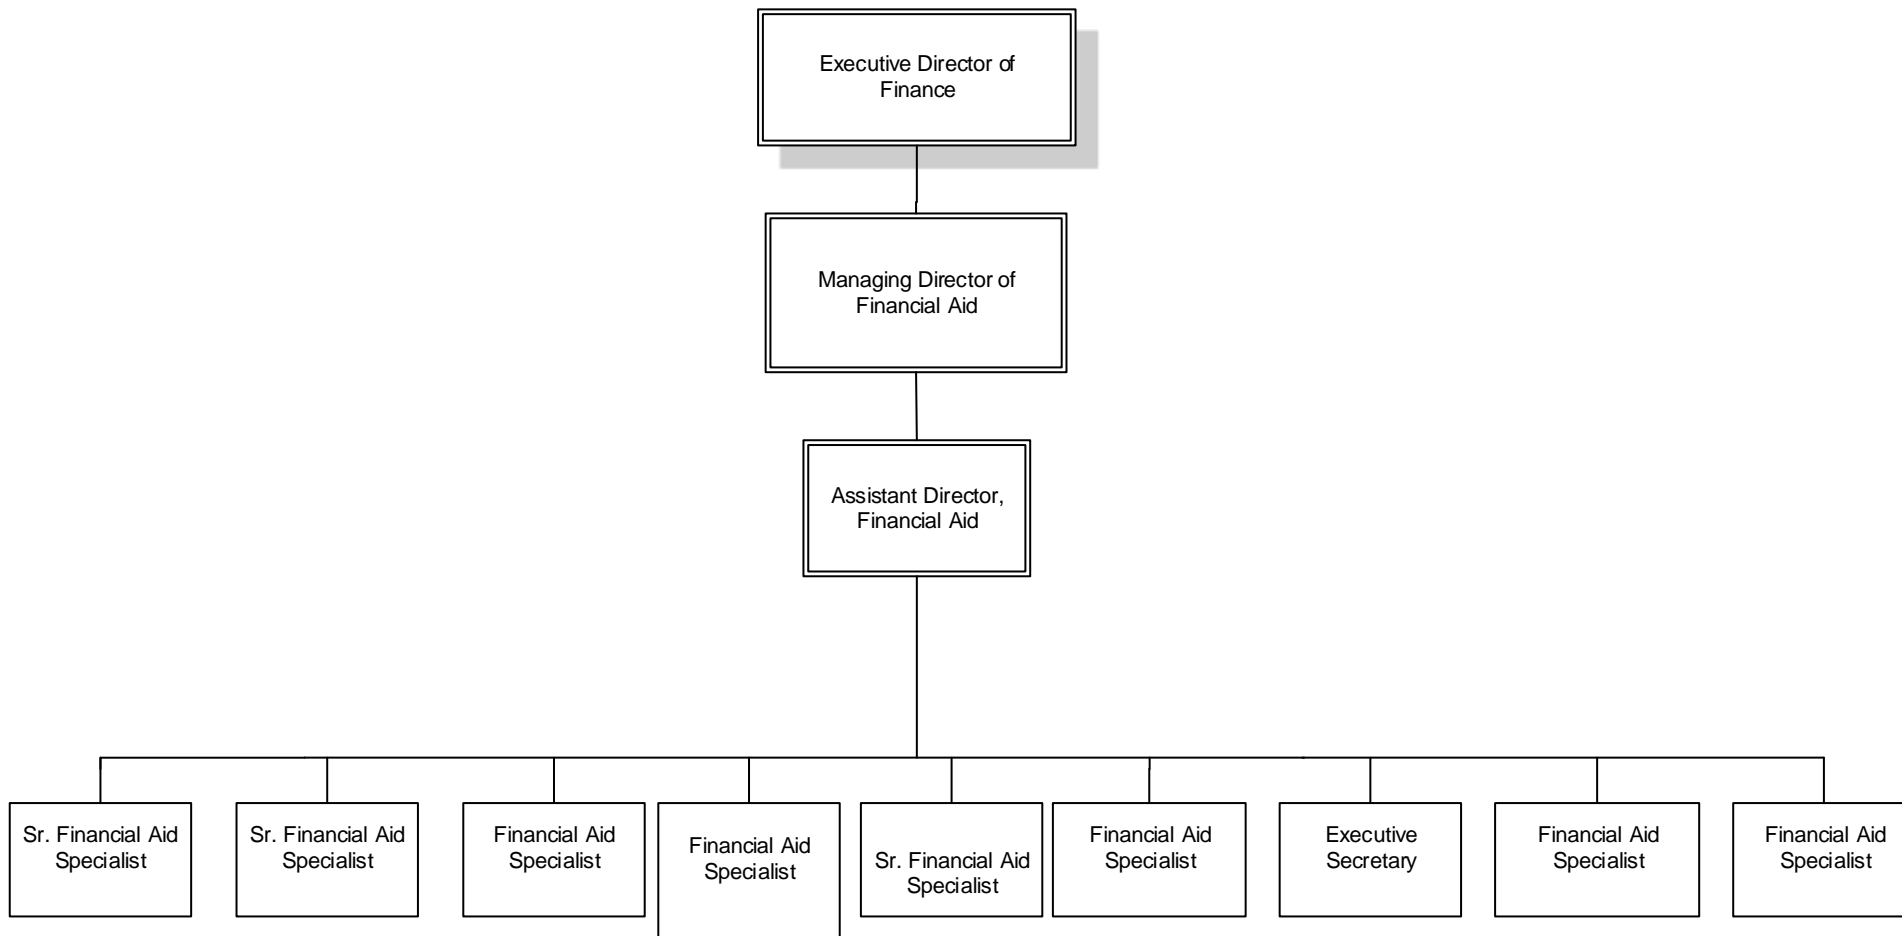 Executive Director of
Finance
Managing Director of
Financial Aid
Assistant Director,
Financial Aid
Sr. Financial Aid
Specialist
Sr. Financial Aid
Specialist
Financial Aid
Specialist
Financial Aid
Specialist
Sr. Financial Aid
Specialist
Financial Aid
Specialist
Executive
Secretary
Financial Aid
Specialist
Financial Aid
Specialist